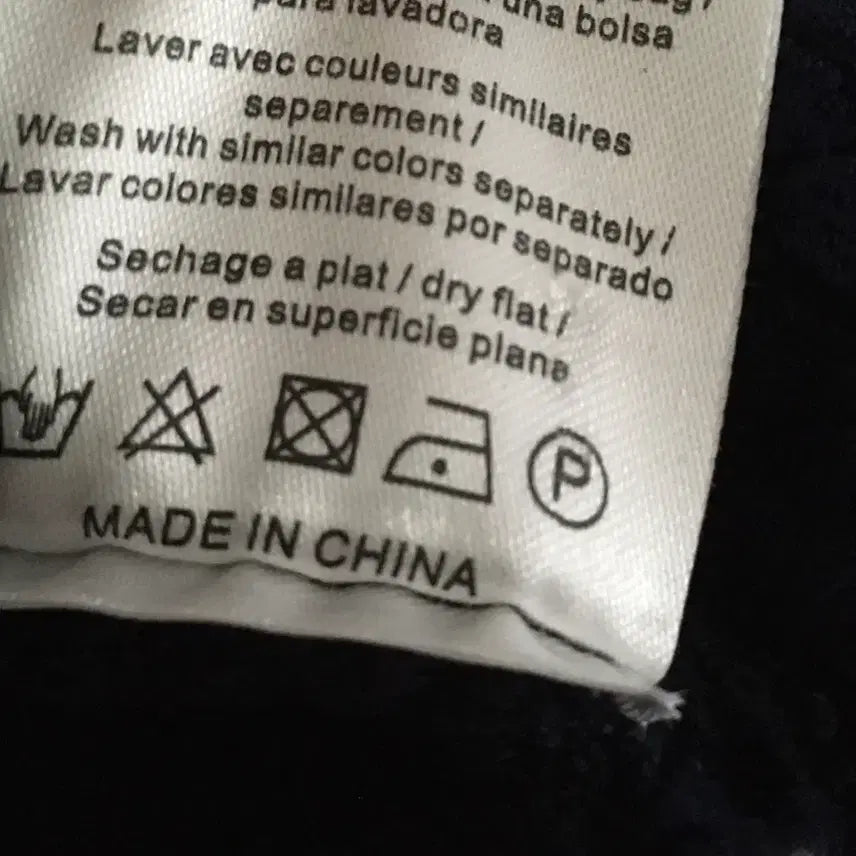 para lavadora
una bolsa
Laver avec couleurs similaires
separement /
Wash with similar colors separately /
Lavar colores similares por separado
Sechage a plat / dry flat /
Secar en superficie plana
P
MADE IN CHINA